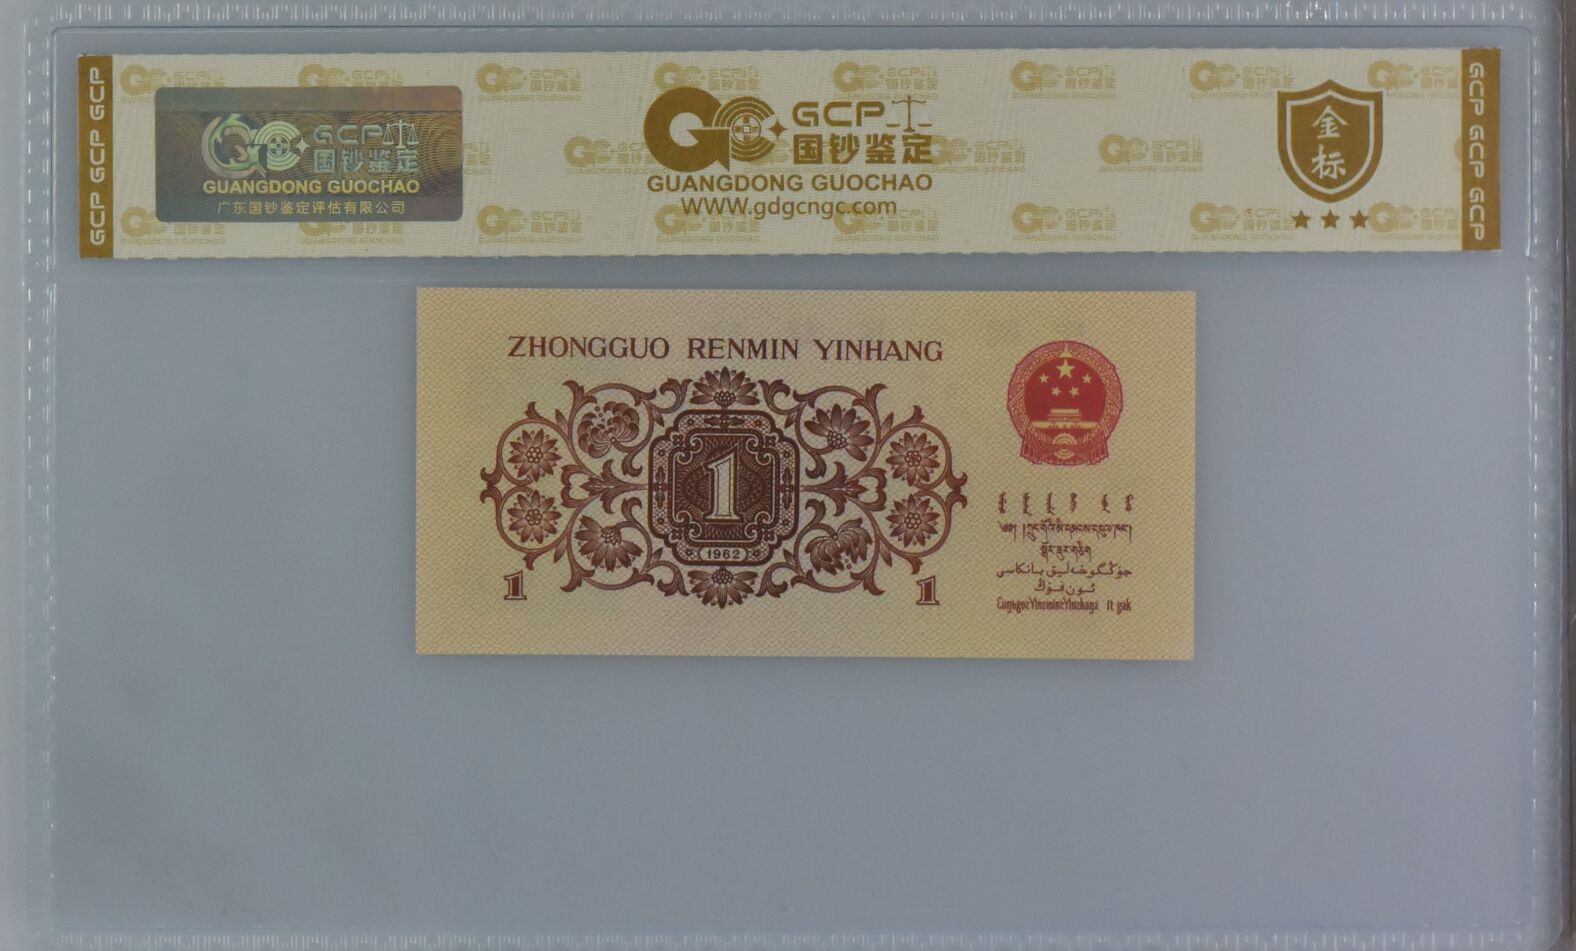 GCP GCP GCP
GCP
国钞鉴定
GUANGDONG GUOCHAO
广东国钞鉴定评估有限公司
GCP
国钞鉴定
GUANGDONG GUOCHAO
WWW.gdgcngc.com
金
标
GCP GCP GCP
ZHONGGUO RENMIN YINHANG
1
1962
1
1
جۇڭگوخەلىق بانكاسى